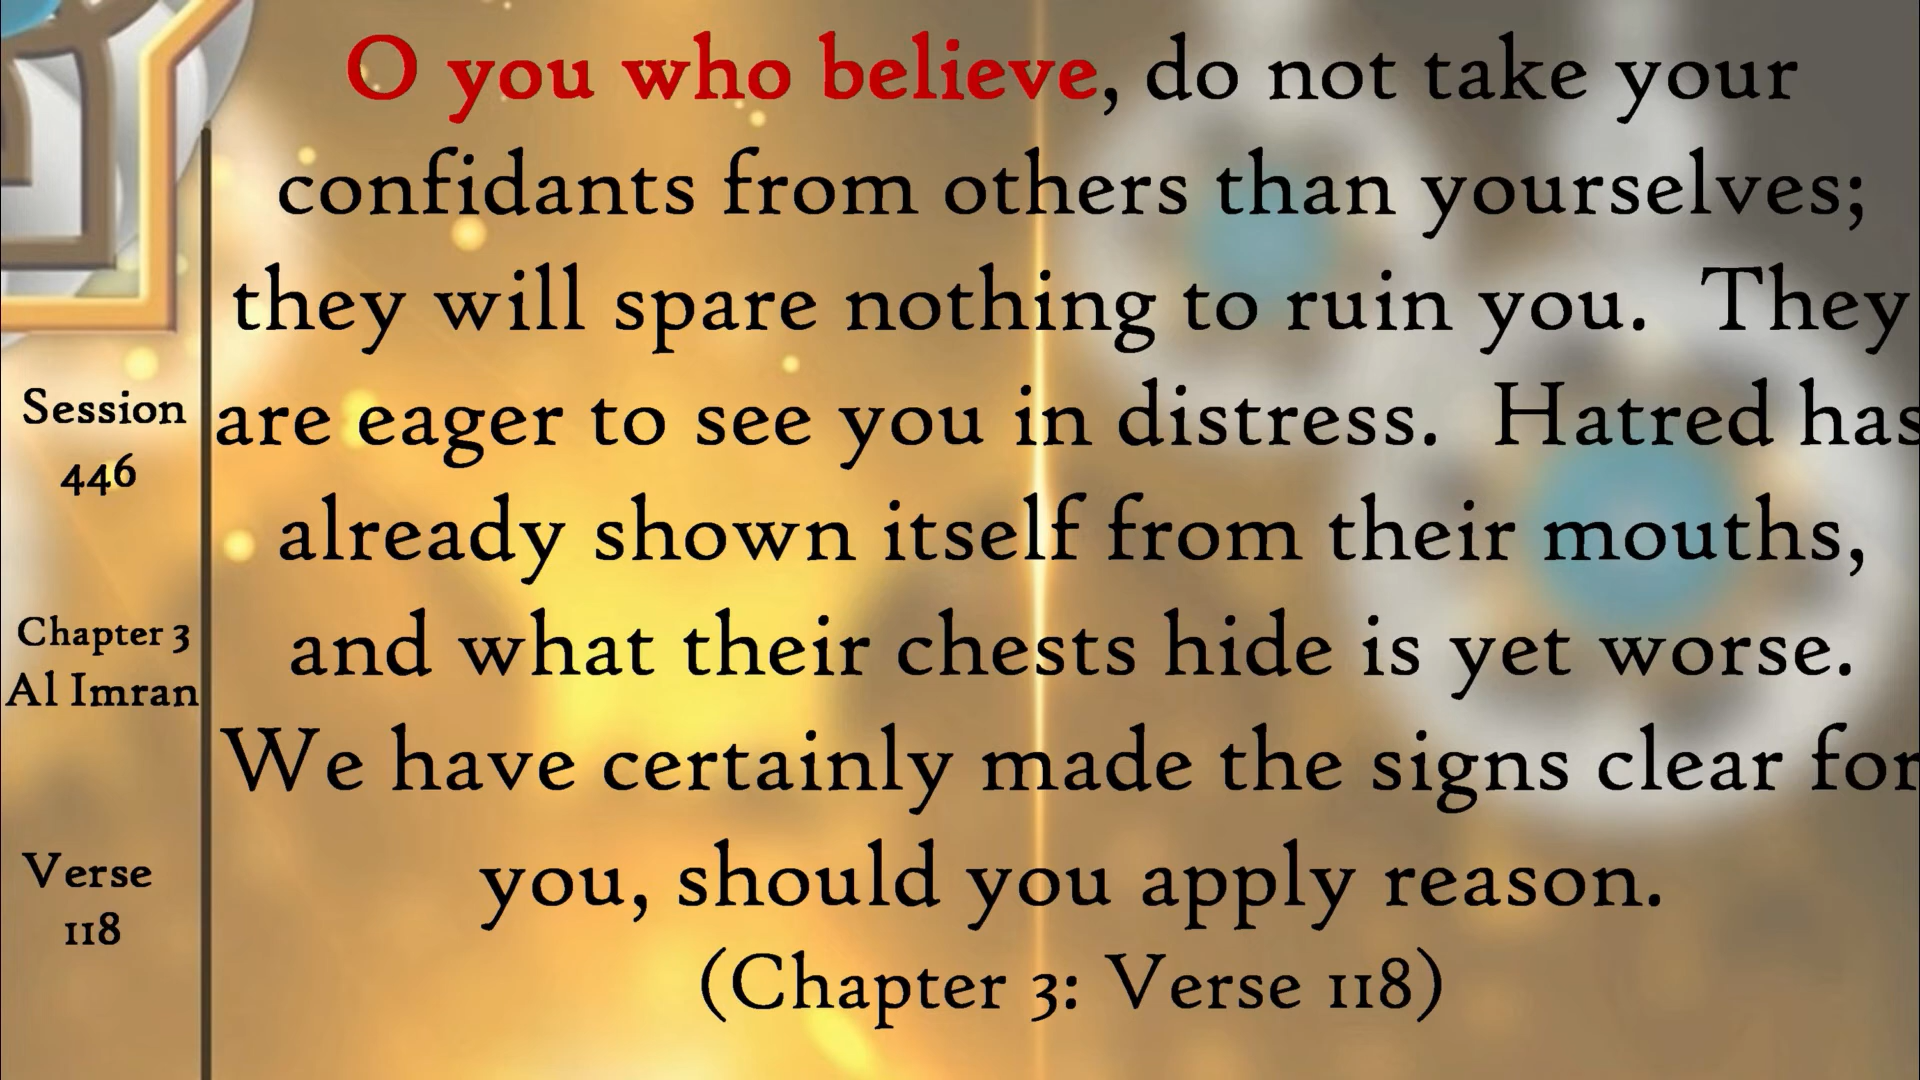 O you who believe, do not take your
confidants from others than yourselves;
they will spare nothing to ruin you.  They
are eager to see you in distress.  Hatred has
already shown itself from their mouths,
and what their chests hide is yet worse.
We have certainly made the signs clear for
you, should you apply reason.
(Chapter 3: Verse 118)
Session
446
Chapter 3
Al Imran
Verse
118